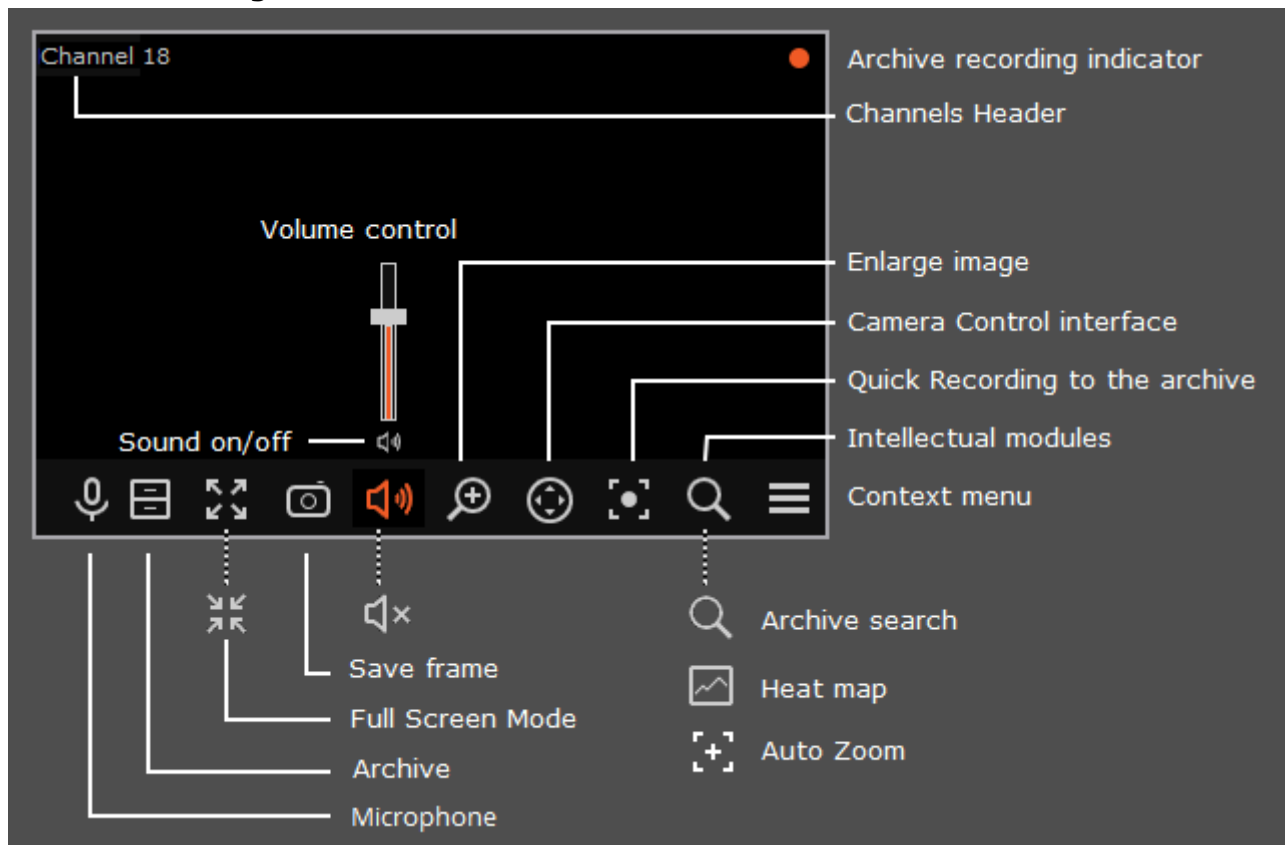 Channel 18
Archive recording indicator
Channels Header
Volume control
Enlarge image
Camera Control interface
Quick Recording to the archive
Sound on/off
Intellectual modules
Context menu
Archive search
Save frame
Heat map
Full Screen Mode
Auto Zoom
Archive
Microphone